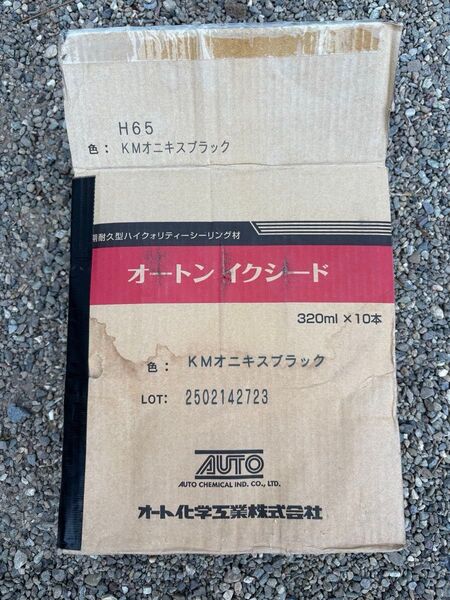 H65
色: KMオニキスブラック
耐久型ハイクォリティーシーリング材
オートン イクシード
320ml×10本
色: KMオニキスブラック
LOT: 2502142723
AUTO
AUTO CHEMICAL IND. CO., LTD.
オート化学工業株式会社